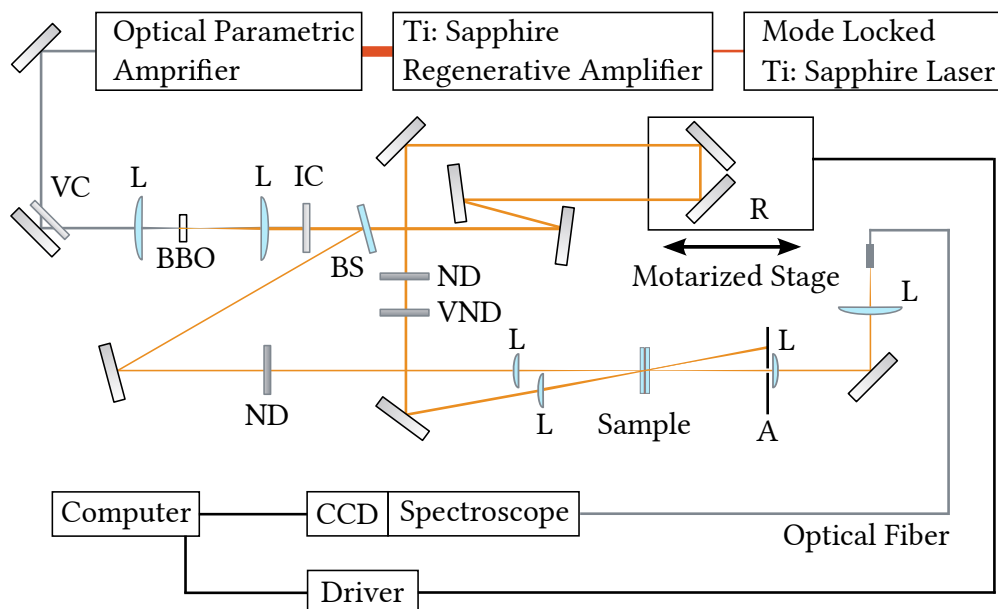 Optical Parametric
Amprifier
Ti: Sapphire
Regenerative Amplifier
Mode Locked
Ti: Sapphire Laser
VC
L
L
IC
BBO
BS
R
Motarized Stage
ND
VND
L
L
L
L
ND
Sample
A
Computer
CCD
Spectroscope
Optical Fiber
Driver